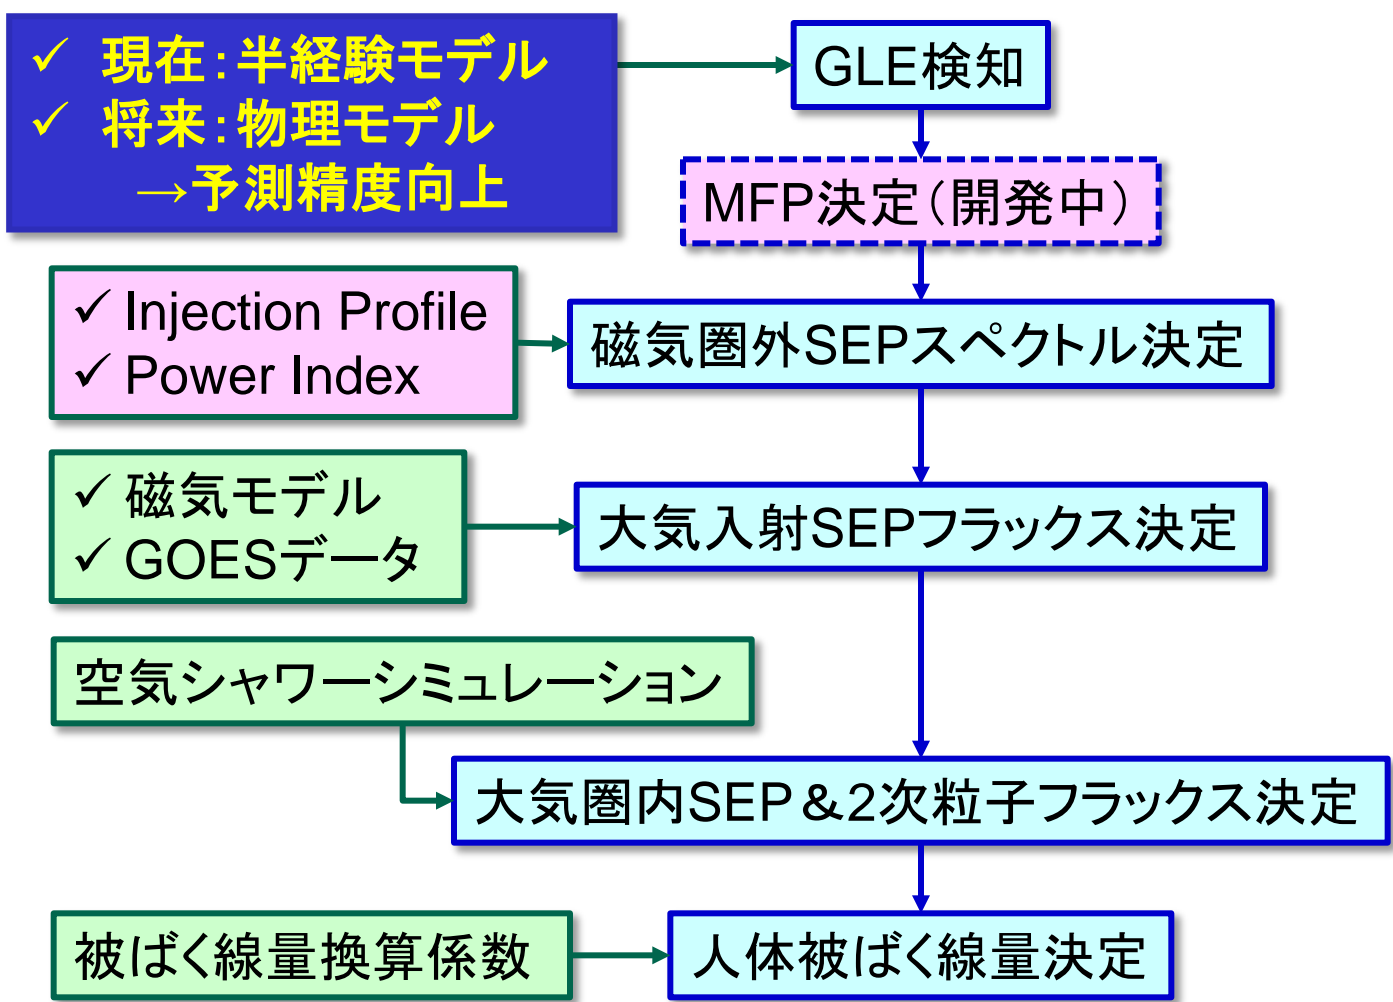 ✓ 現在：半経験モデル
✓ 将来：物理モデル
→予測精度向上
GLE検知
MFP決定（開発中）
✓ Injection Profile
✓ Power Index
磁気圏外SEPスペクトル決定
✓ 磁気モデル
✓ GOESデータ
大気入射SEPフラックス決定
空気シャワーシミュレーション
大気圏内SEP＆2次粒子フラックス決定
被ばく線量換算係数
人体被ばく線量決定